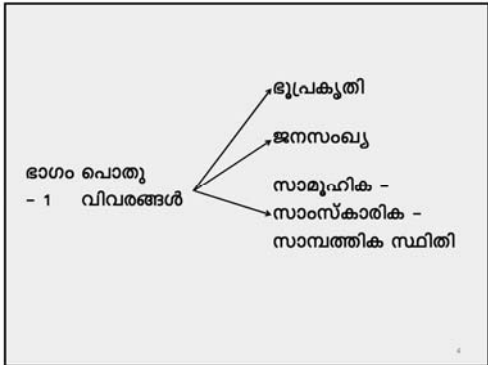 ഭൂപ്രകൃതി
ജനസംഖ്യ
ഭാഗം പൊതു
- 1 വിവരങ്ങൾ
സാമൂഹിക -
സാംസ്കാരിക -
സാമ്പത്തിക സ്ഥിതി